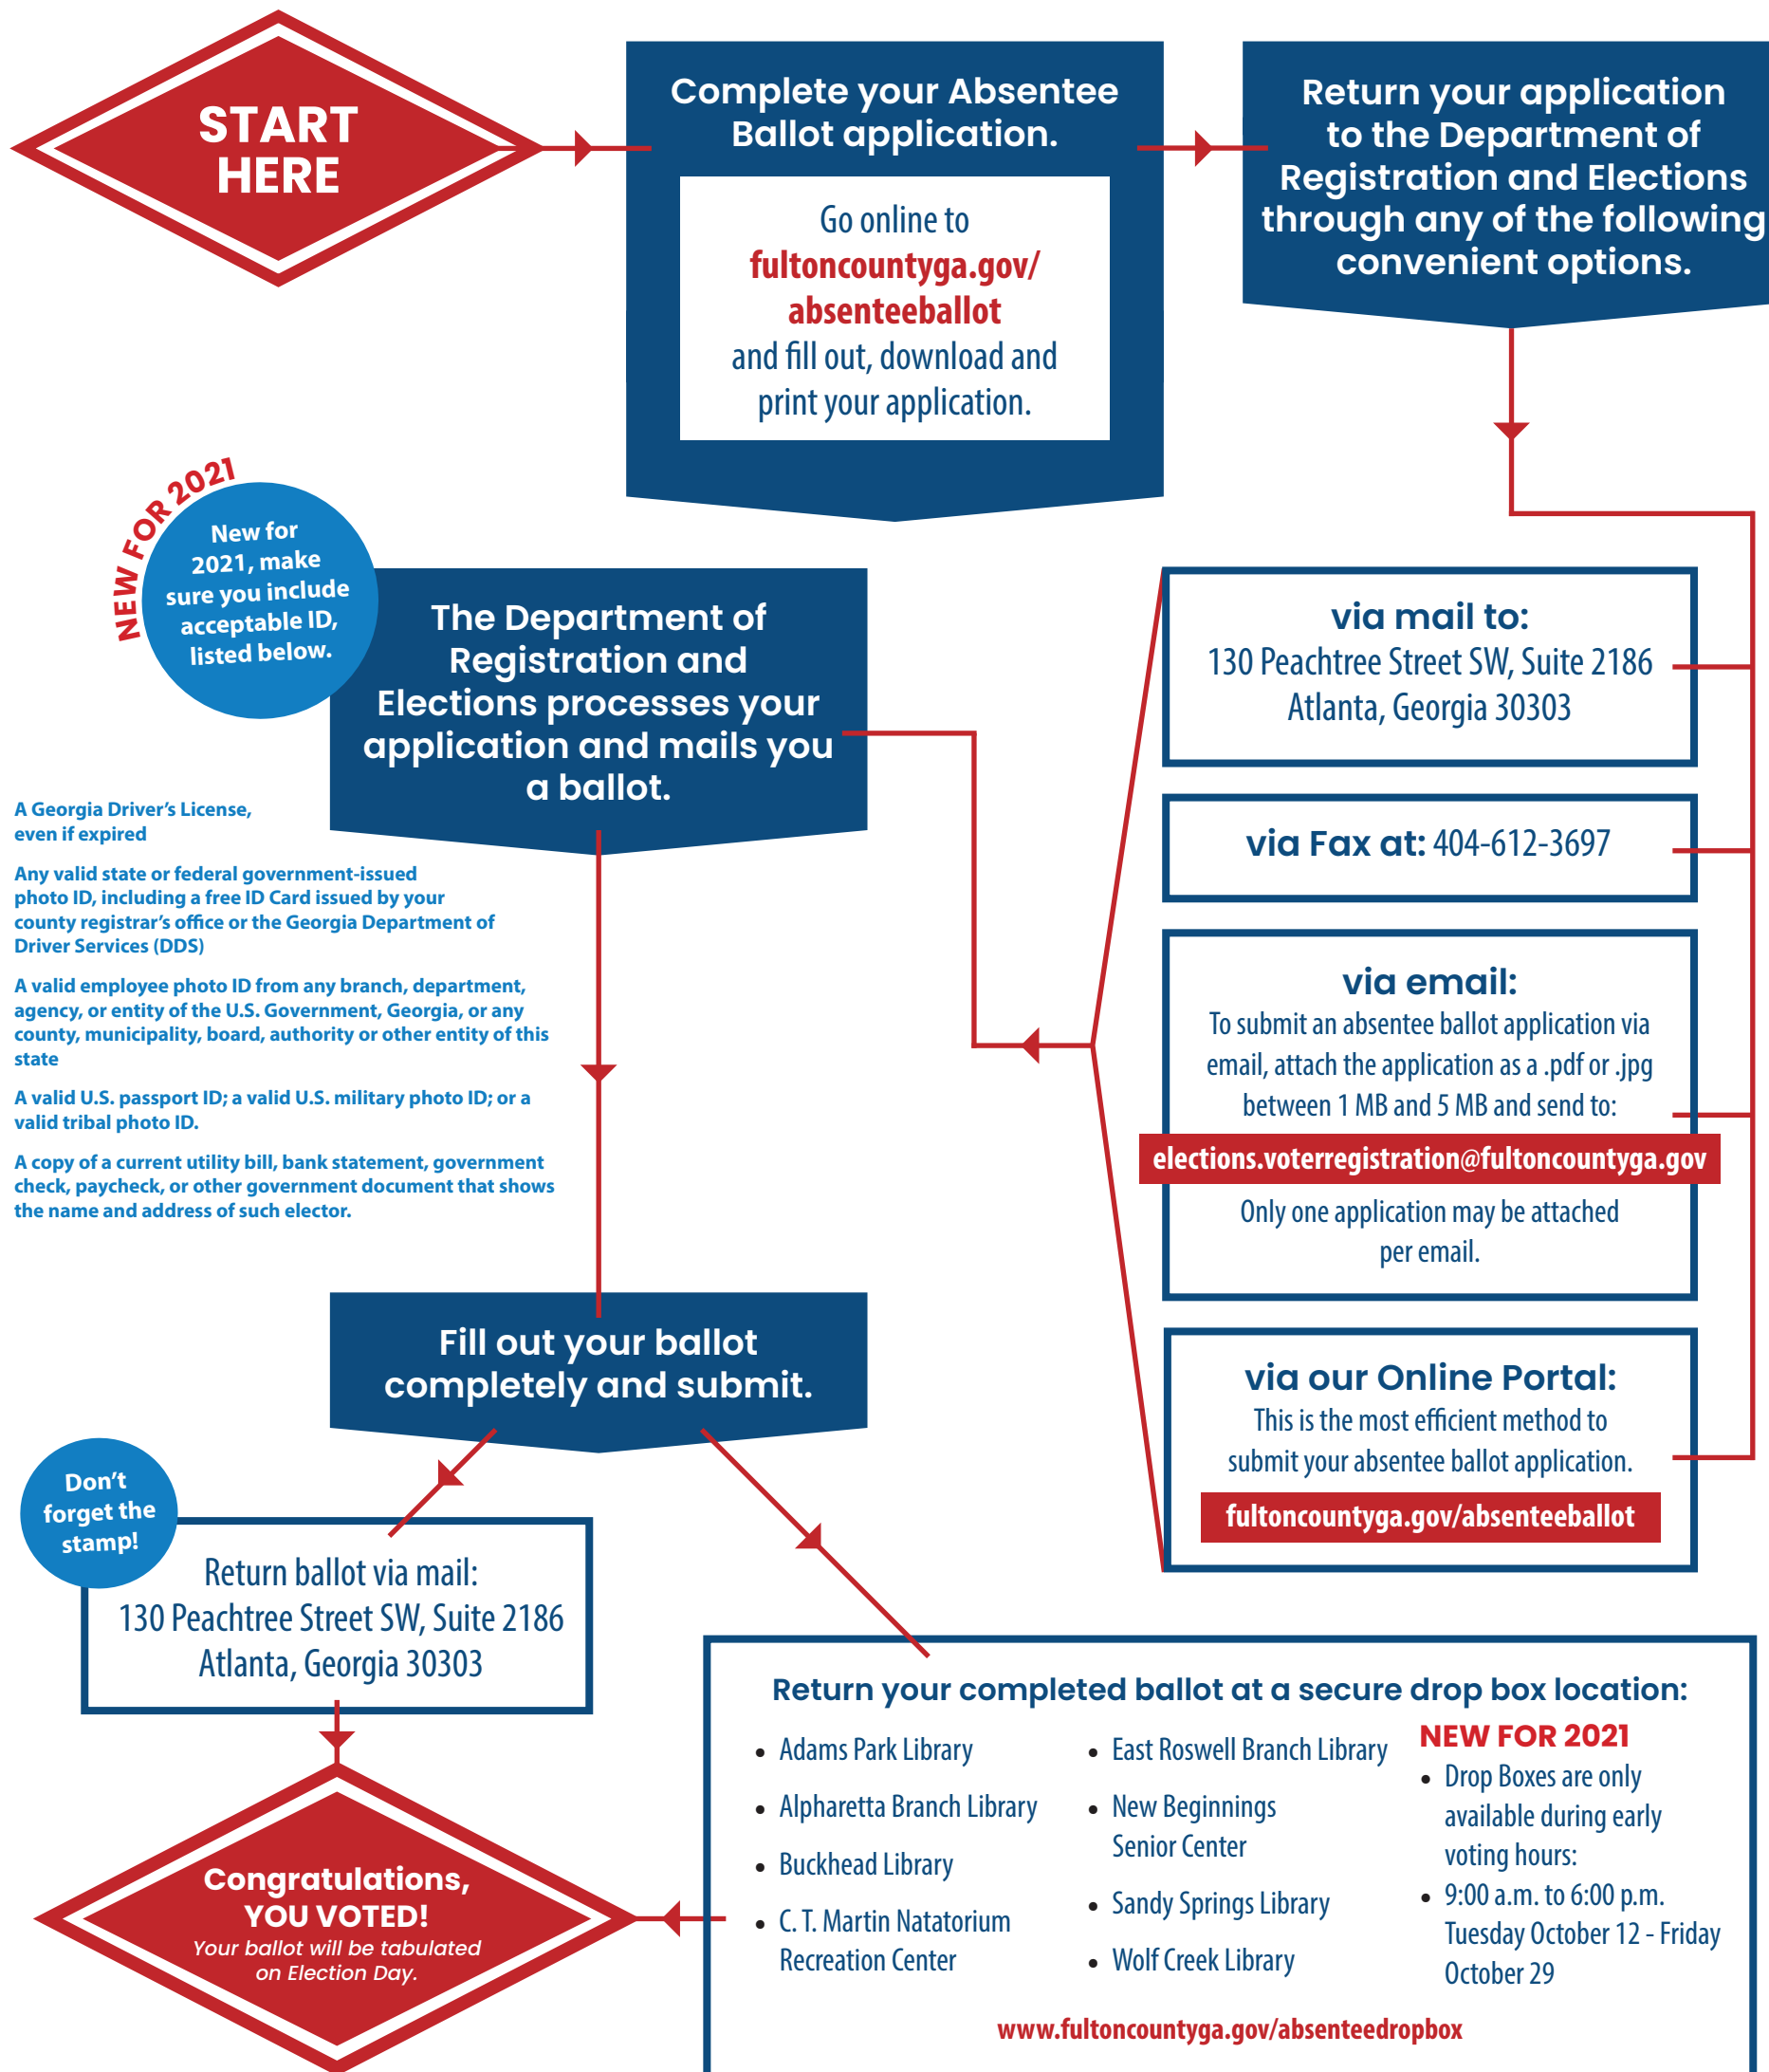 START
HERE
Complete your Absentee
Ballot application.
Go online to
fultoncountyga.gov/
absenteeballot
and fill out, download and
print your application.
Return your application
to the Department of
Registration and Elections
through any of the following
convenient options.
via mail to:
130 Peachtree Street SW, Suite 2186
Atlanta, Georgia 30303
via Fax at: 404-612-3697
via email:
To submit an absentee ballot application via
email, attach the application as a .pdf or .jpg
between 1 MB and 5 MB and send to:
elections.voterregistration@fultoncountyga.gov
Only one application may be attached
per email.
via our Online Portal:
This is the most efficient method to
submit your absentee ballot application.
fultoncountyga.gov/absenteeballot
NEW FOR 2021
New for
2021, make
sure you include
acceptable ID,
listed below.
The Department of
Registration and
Elections processes your
application and mails you
a ballot.
A Georgia Driver's License,
even if expired
Any valid state or federal government-issued
photo ID, including a free ID Card issued by your
county registrar's office or the Georgia Department of
Driver Services (DDS)
A valid employee photo ID from any branch, department,
agency, or entity of the U.S. Government, Georgia, or any
county, municipality, board, authority or other entity of this
state
A valid U.S. passport ID; a valid U.S. military photo ID; or a
valid tribal photo ID.
A copy of a current utility bill, bank statement, government
check, paycheck, or other government document that shows
the name and address of such elector.
Fill out your ballot
completely and submit.
Don't
forget the
stamp!
Return ballot via mail:
130 Peachtree Street SW, Suite 2186
Atlanta, Georgia 30303
Return your completed ballot at a secure drop box location:
• Adams Park Library
• Alpharetta Branch Library
• Buckhead Library
• C. T. Martin Natatorium
Recreation Center
• East Roswell Branch Library
• New Beginnings
Senior Center
• Sandy Springs Library
• Wolf Creek Library
NEW FOR 2021
• Drop Boxes are only
available during early
voting hours:
• 9:00 a.m. to 6:00 p.m.
Tuesday October 12 - Friday
October 29
www.fultoncountyga.gov/absenteedropbox
Congratulations,
YOU VOTED!
Your ballot will be tabulated
on Election Day.